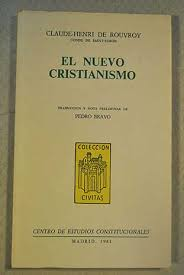 CLAUDE-HENRI DE ROUVROY
CONDE DE SAINT-SIMON
EL NUEVO
CRISTIANISMO
TRADUCCION Y NOTA PRELIMINAR DE
PEDRO BRAVO
COLECCIÓN
CIVITAS
CENTRO DE ESTUDIOS CONSTITUCIONALES
MADRID, 1981